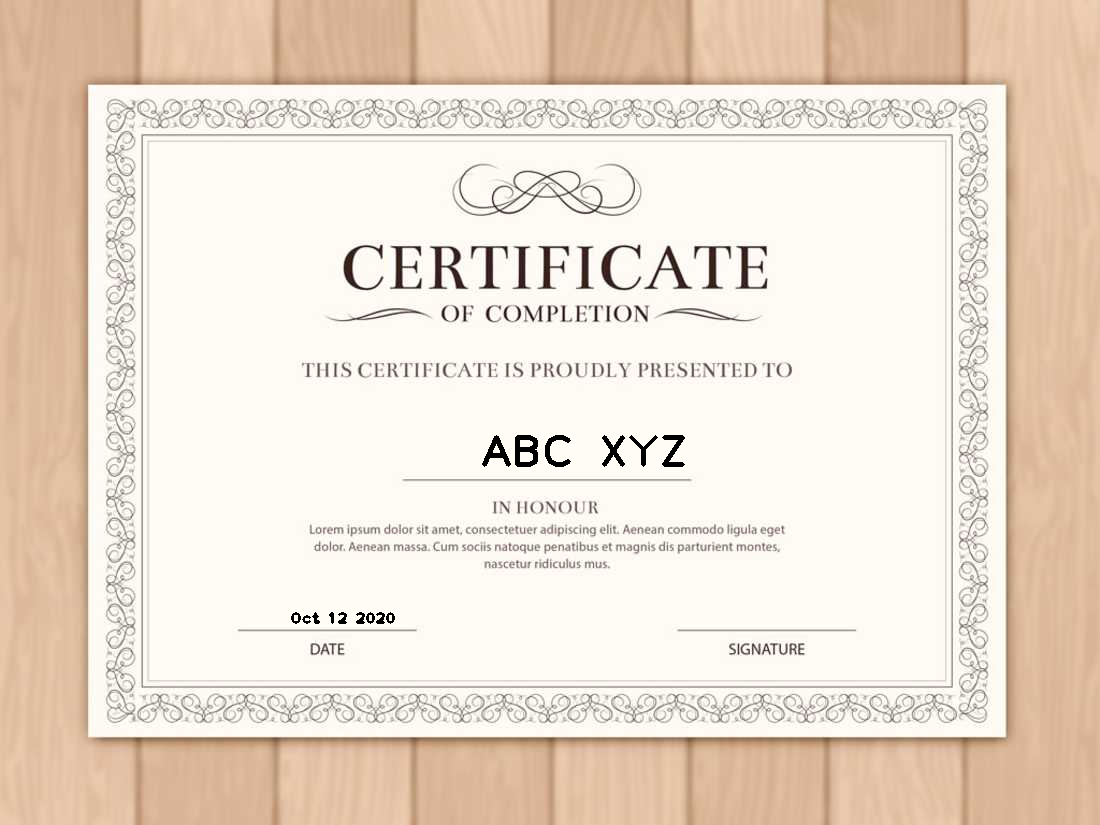 CERTIFICATE
OF COMPLETION
THIS CERTIFICATE IS PROUDLY PRESENTED TO
ABC XYZ
IN HONOUR
Lorem ipsum dolor sit amet, consectetuer adipiscing elit. Aenean commodo ligula eget
dolor. Aenean massa. Cum sociis natoque penatibus et magnis dis parturient montes,
nascetur ridiculus mus.
Oct 12 2020
DATE
SIGNATURE